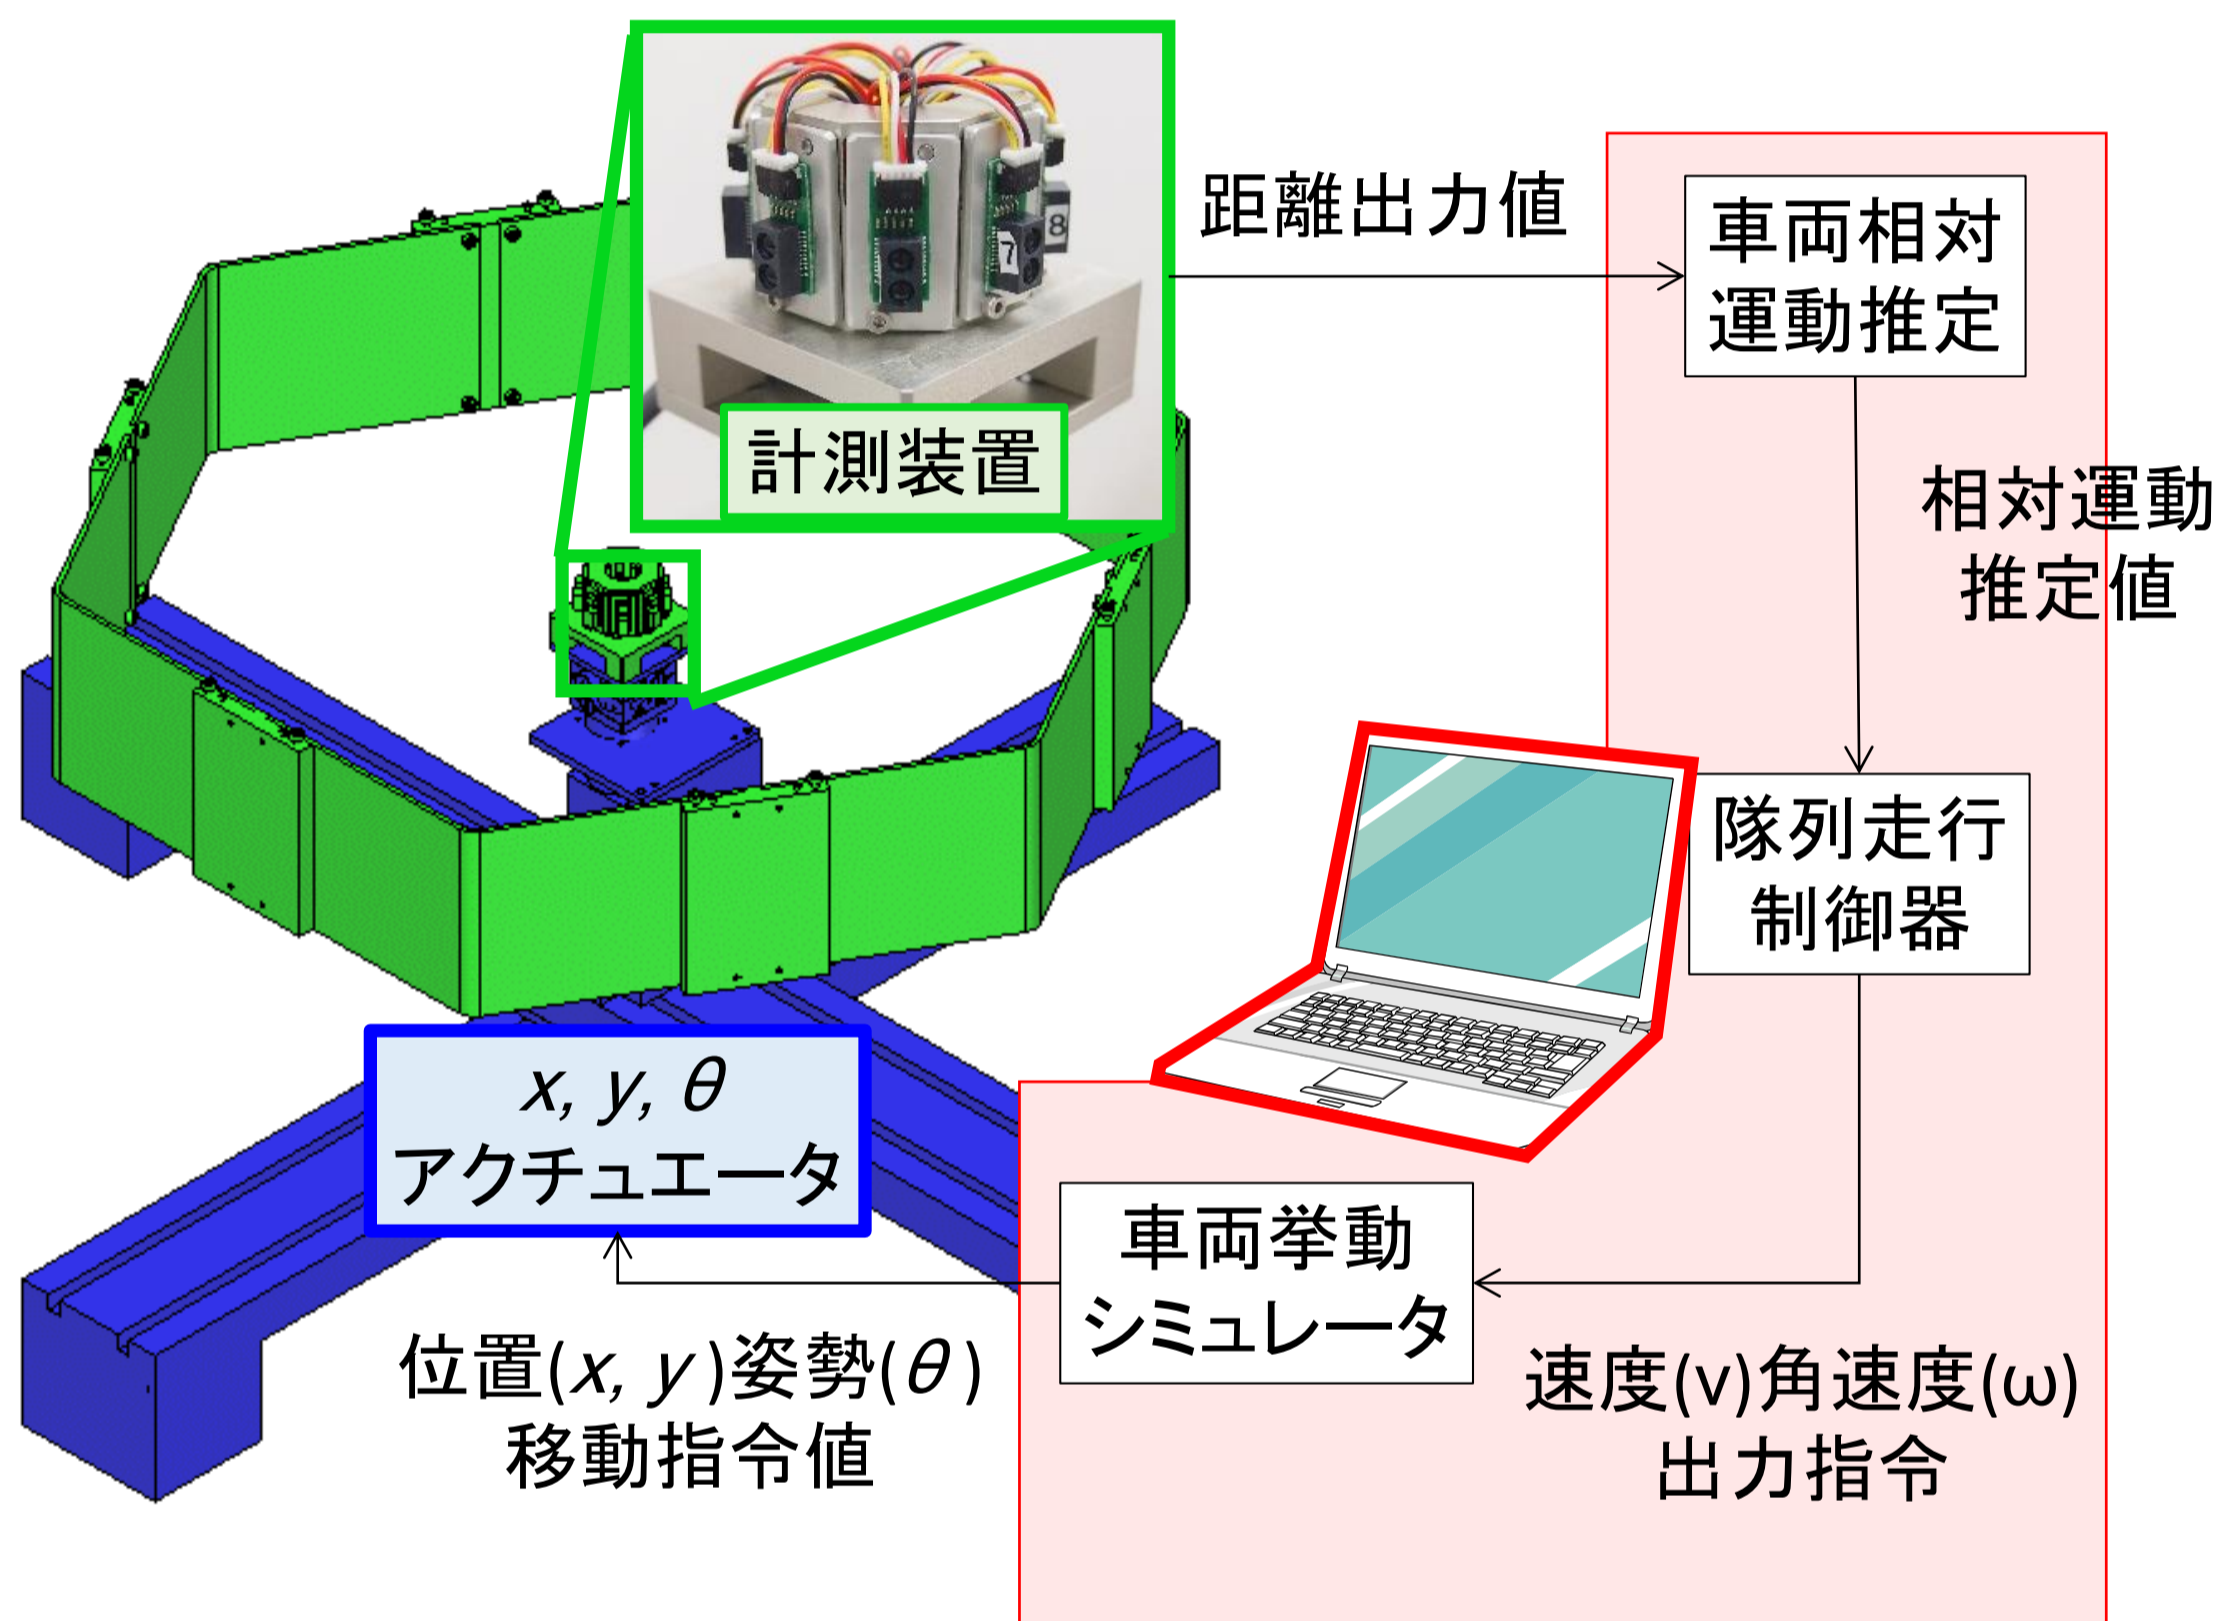 距離出力値
車両相対
運動推定
8
7
計測装置
相対運動
推定値
隊列走行
制御器
x, y, θ
アクチュエータ
車両挙動
シミュレータ
位置(x, y)姿勢(θ)
移動指令値
速度(v)角速度(ω)
出力指令